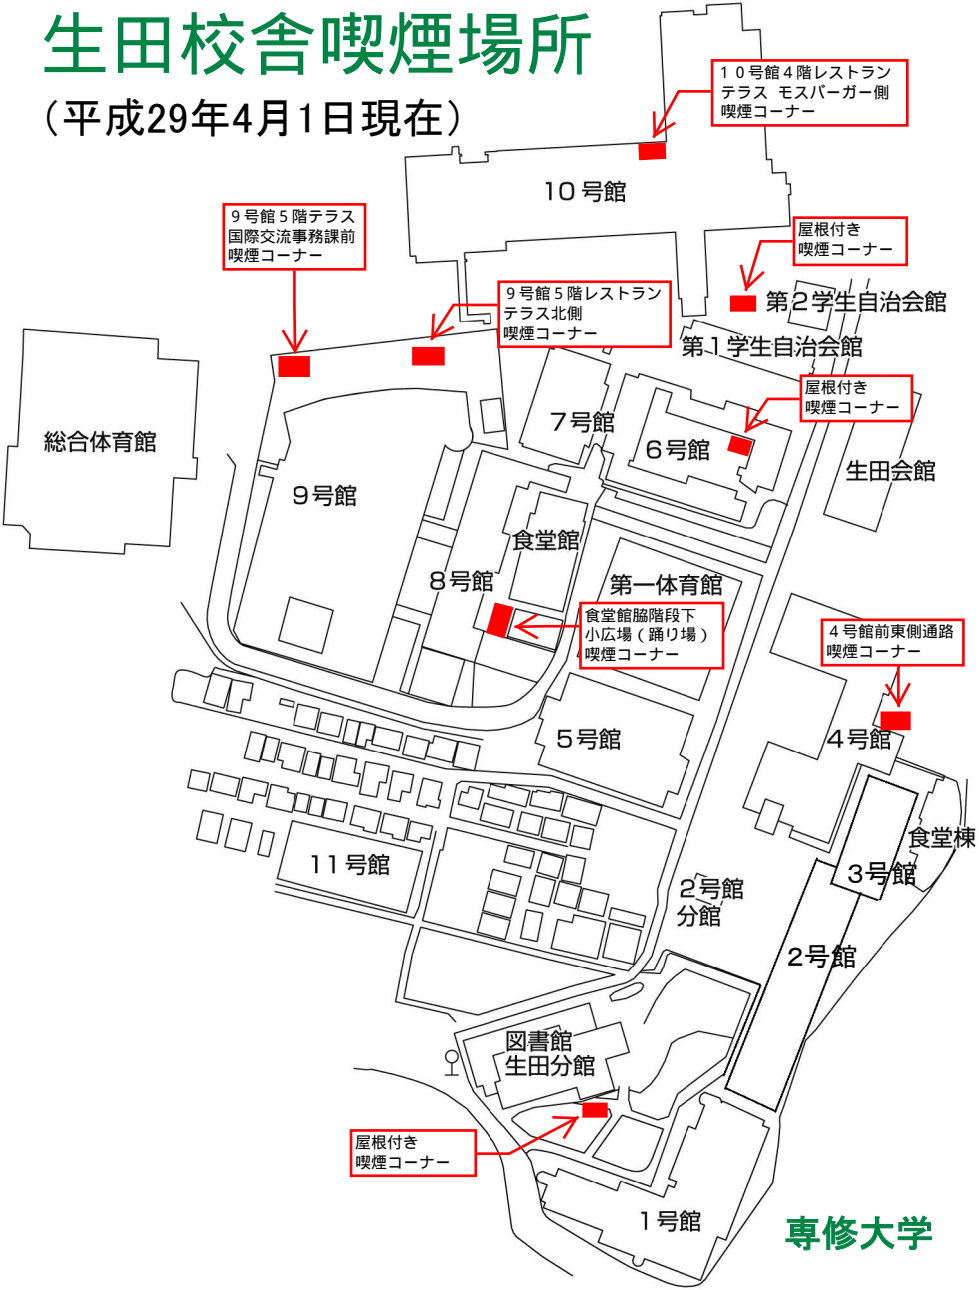 生田校舎喫煙場所
(平成29年4月1日現在)
１０号館４階レストラン
テラス モスバーガー側
喫煙コーナー
10号館
９号館５階テラス
国際交流事務課前
喫煙コーナー
屋根付き
喫煙コーナー
９号館５階レストラン
テラス北側
喫煙コーナー
第２学生自治会館
第１学生自治会館
屋根付き
喫煙コーナー
７号館
６号館
総合体育館
生田会館
９号館
食堂館
８号館
第一体育館
食堂館脇階段下
小広場（踊り場）
喫煙コーナー
４号館前東側通路
喫煙コーナー
５号館
４号館
食堂棟
11号館
３号館
２号館
分館
２号館
図書館
生田分館
屋根付き
喫煙コーナー
１号館
専修大学